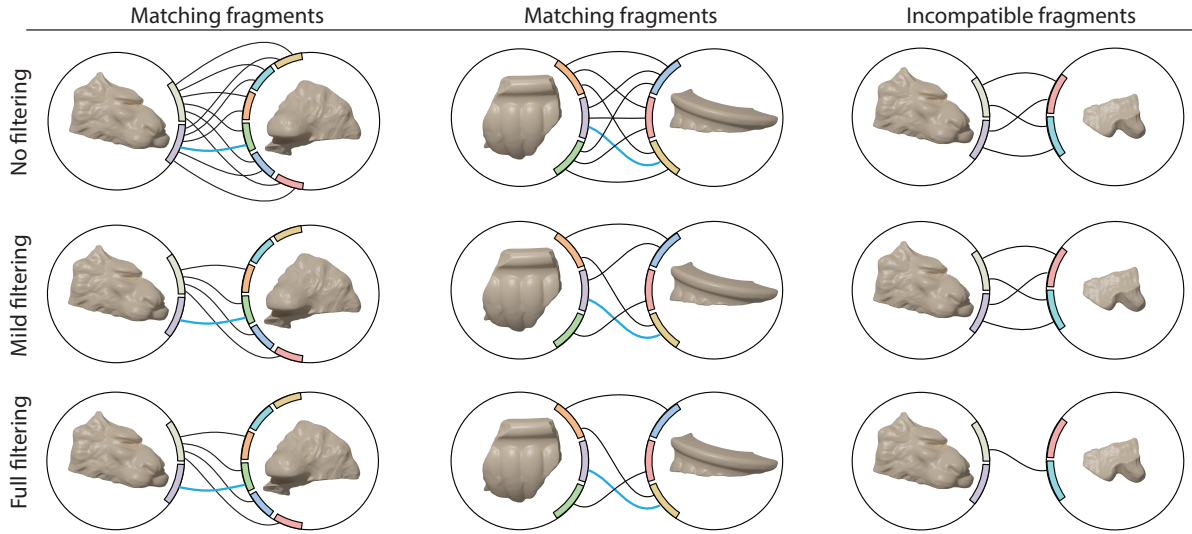 Matching fragments
Matching fragments
Incompatible fragments
No filtering
Mild filtering
Full filtering